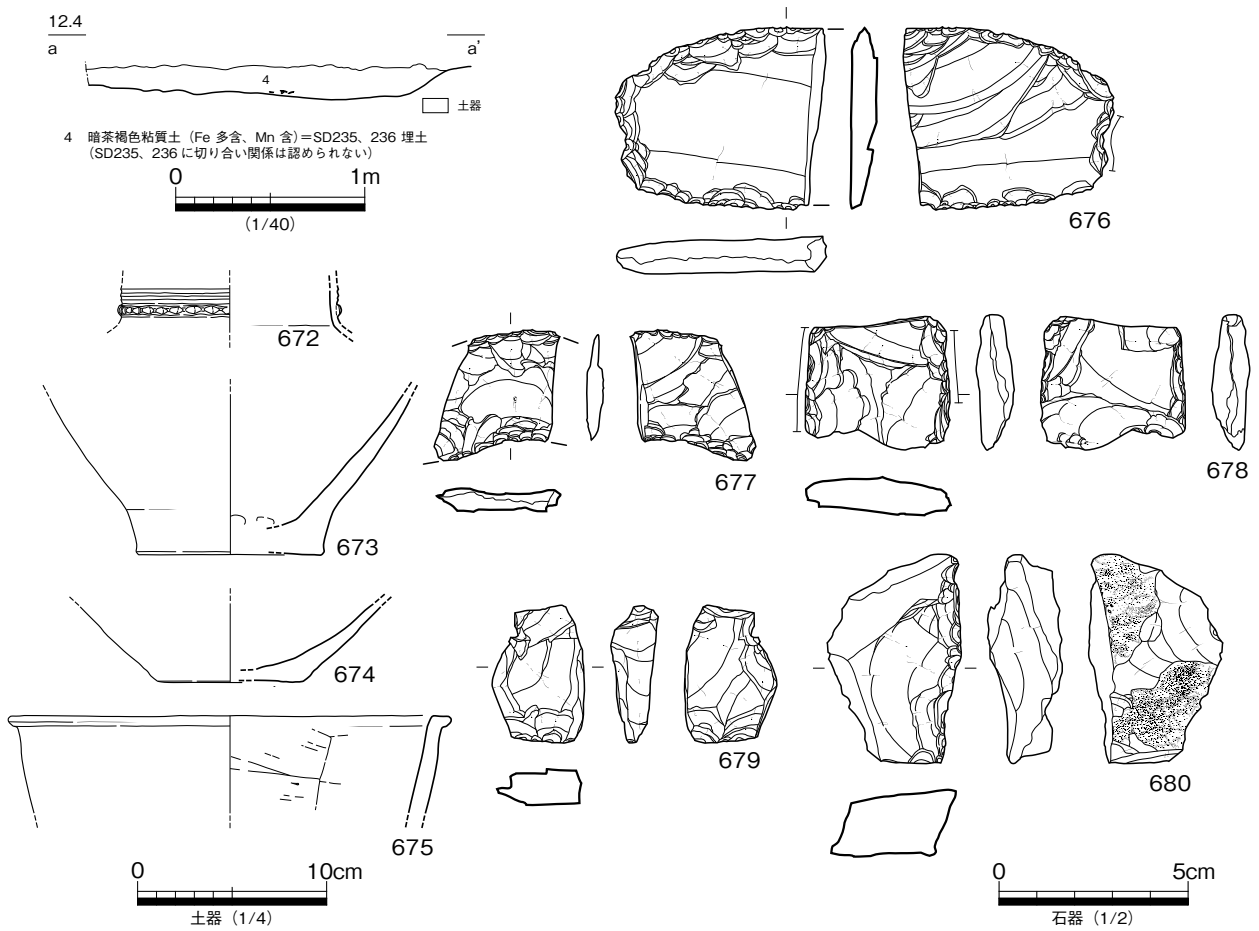 12.4
a a'
4
土器
4 暗茶褐色粘質土（Fe 多含、Mn 含）＝SD235、236 埋土
（SD235、236 に切り合い関係は認められない）
0 1m
(1/40)
676
672
677
678
673
674
679
680
675
0 10cm
土器（1/4）
0 5cm
石器（1/2）